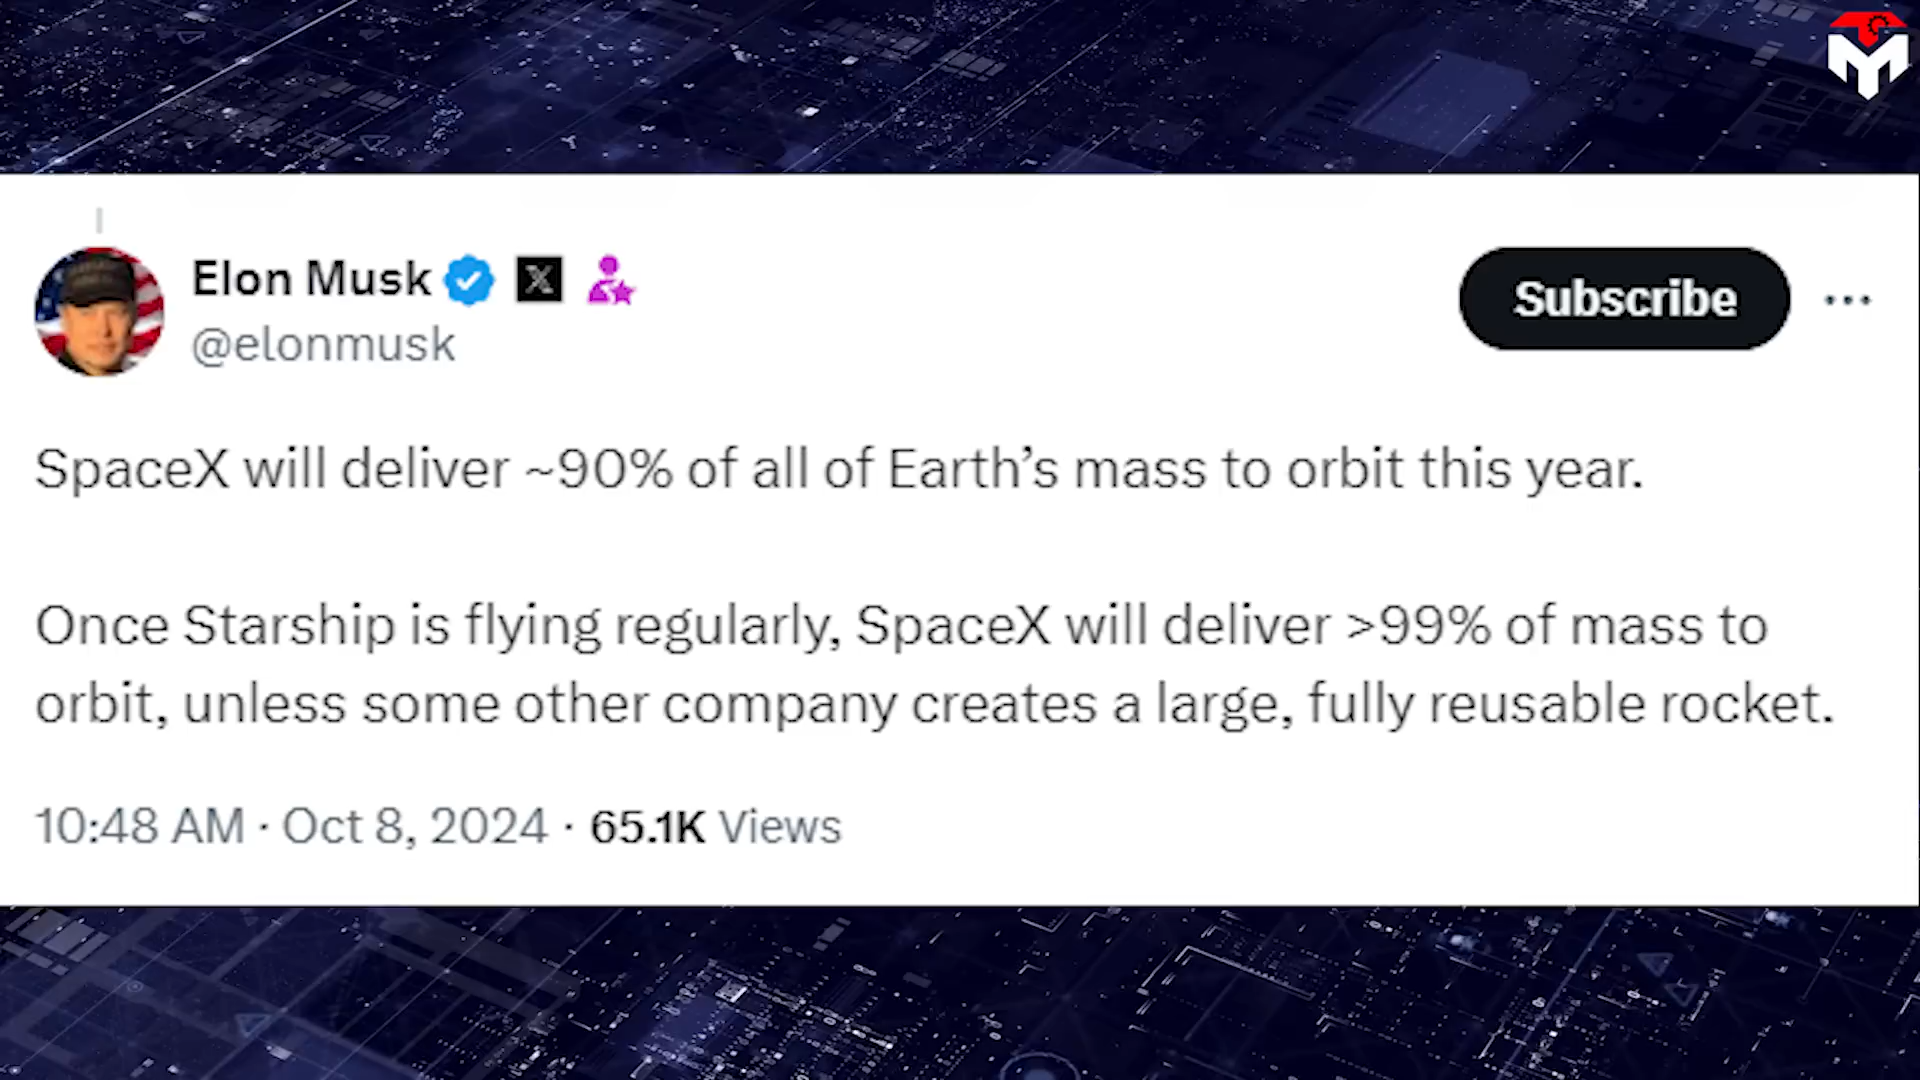 Elon Musk
@elonmusk
Subscribe
SpaceX will deliver ~90% of all of Earth’s mass to orbit this year.
Once Starship is flying regularly, SpaceX will deliver >99% of mass to
orbit, unless some other company creates a large, fully reusable rocket.
10:48 AM · Oct 8, 2024 · 65.1K Views